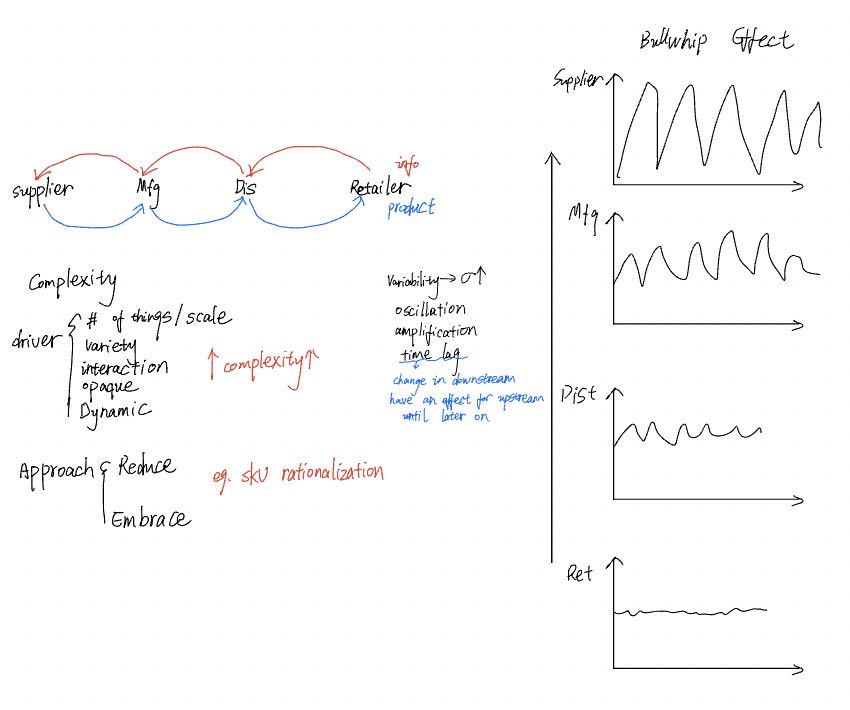 Bullwhip Effect
Supplier
Mfg
Dist
Ret
info
supplier Mfg Dis Retailer
product
Complexity
driver
# of things/scale
variety
interaction
opaque
Dynamic
↑ complexity↑
Variability→σ↑
oscillation
amplification
time lag
change in downstream
have an affect for upstream
until later on
Approach
Reduce
Embrace
eg. SKU rationalization